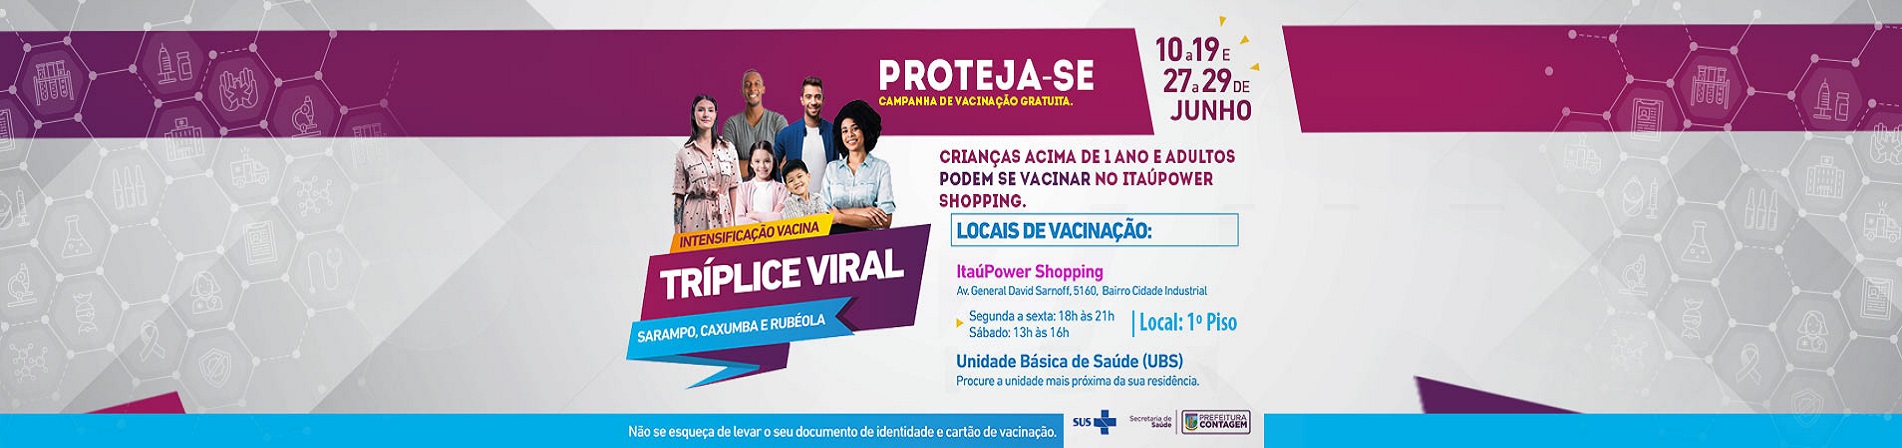 PROTEJA-SE
CAMPANHA DE VACINAÇÃO GRATUITA.
10 a 19 E
27 a 29 DE
JUNHO
CRIANÇAS ACIMA DE 1 ANO E ADULTOS
PODEM SE VACINAR NO ITAÚPOWER
SHOPPING.
INTENSIFICAÇÃO VACINA
TRÍPLICE VIRAL
SARAMPO, CAXUMBA E RUBÉOLA
LOCAIS DE VACINAÇÃO:
ItaúPower Shopping
Av. General David Sarnoff, 5160, Bairro Cidade Industrial
Segunda a sexta: 18h às 21h
Sábado: 13h às 16h
Local: 1º Piso
Unidade Básica de Saúde (UBS)
Procure a unidade mais próxima da sua residência.
Não se esqueça de levar o seu documento de identidade e cartão de vacinação.
SUS
Secretaria de
Saúde
PREFEITURA
CONTAGEM